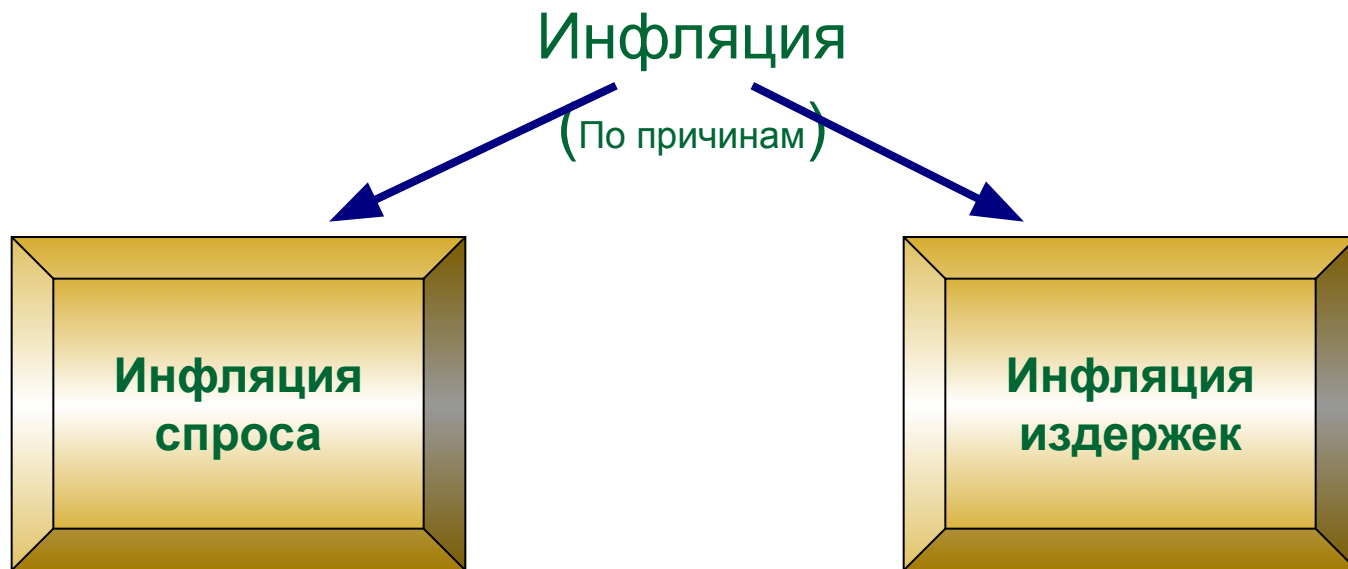 Инфляция
(По причинам)
Инфляция
спроса
Инфляция
издержек